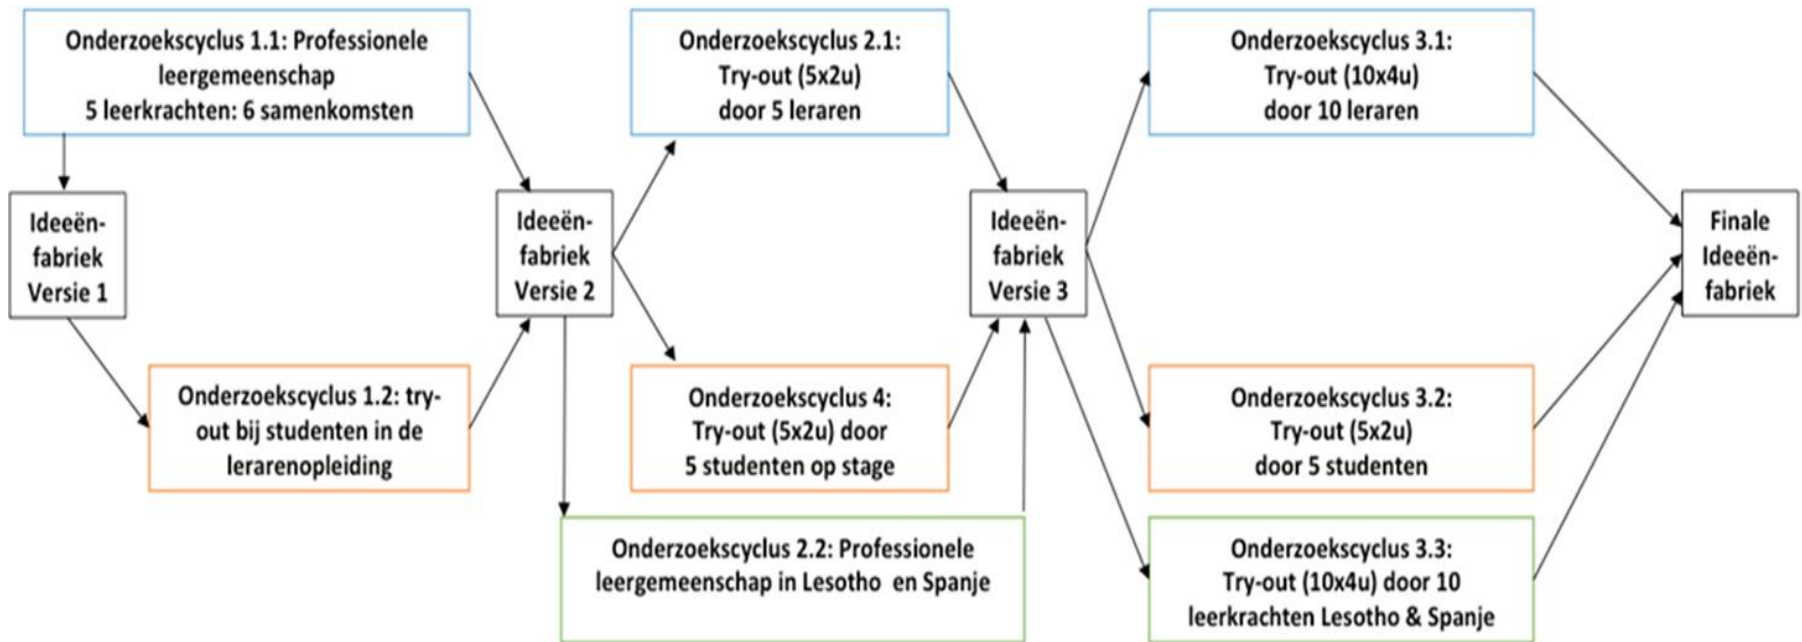 Onderzoekscyclus 1.1: Professionele
leergemeenschap
5 leerkrachten: 6 samenkomsten
Ideeën-
fabriek
Versie 1
Onderzoekscyclus 1.2: try-
out bij studenten in de
lerarenopleiding
Ideeën-
fabriek
Versie 2
Onderzoekscyclus 2.1:
Try-out (5x2u)
door 5 leraren
Onderzoekscyclus 4:
Try-out (5x2u) door
5 studenten op stage
Onderzoekscyclus 2.2: Professionele
leergemeenschap in Lesotho en Spanje
Ideeën-
fabriek
Versie 3
Onderzoekscyclus 3.1:
Try-out (10x4u)
door 10 leraren
Onderzoekscyclus 3.2:
Try-out (5x2u)
door 5 studenten
Onderzoekscyclus 3.3:
Try-out (10x4u) door 10
leerkrachten Lesotho & Spanje
Finale
Ideeën-
fabriek